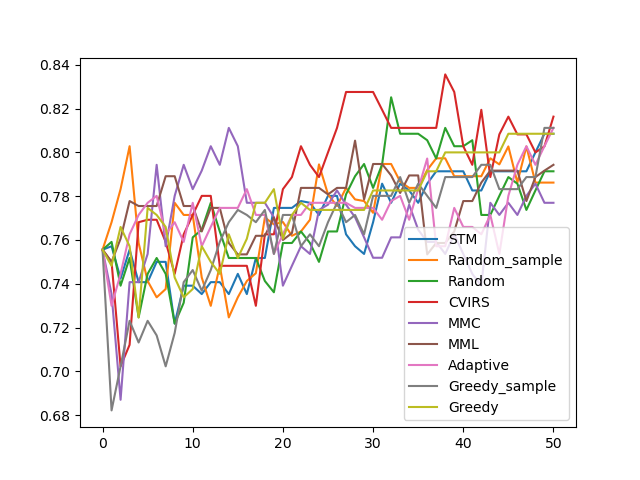 0.84
0.82
0.80
0.78
0.76
0.74
0.72
0.70
0.68
0
10
20
30
40
50
STM
Random_sample
Random
CVIRS
MMC
MML
Adaptive
Greedy_sample
Greedy